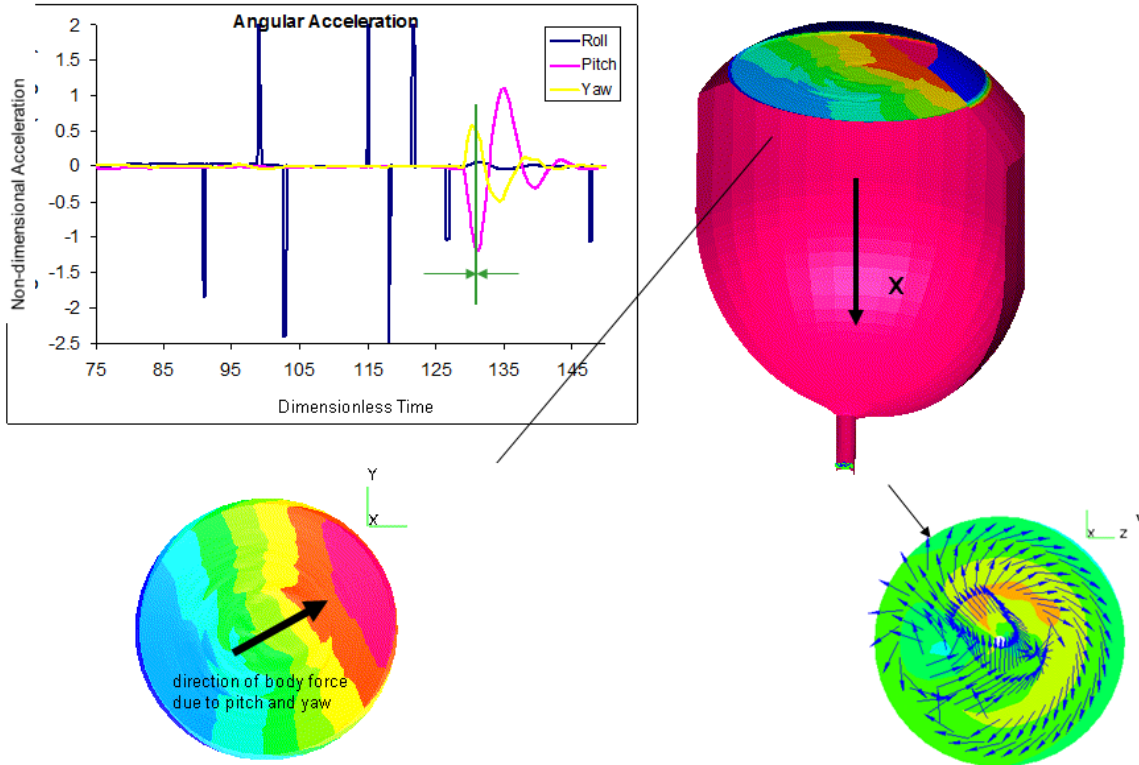 Angular Acceleration
Non-dimensional Acceleration
2
1.5
1
0.5
0
-0.5
-1
-1.5
-2
-2.5
75
85
95
105
115
125
135
145
Dimensionless Time
Roll
Pitch
Yaw
X
Y
X
direction of body force
due to pitch and yaw
x
z